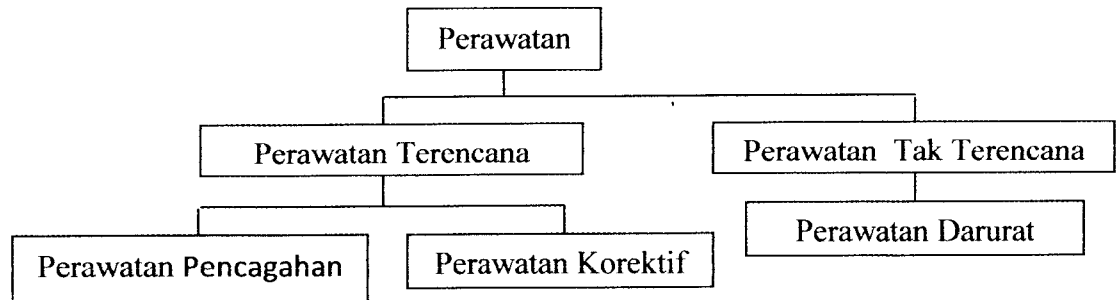 Perawatan
Perawatan Terencana
Perawatan Tak Terencana
Perawatan Pencagahan
Perawatan Korektif
Perawatan Darurat